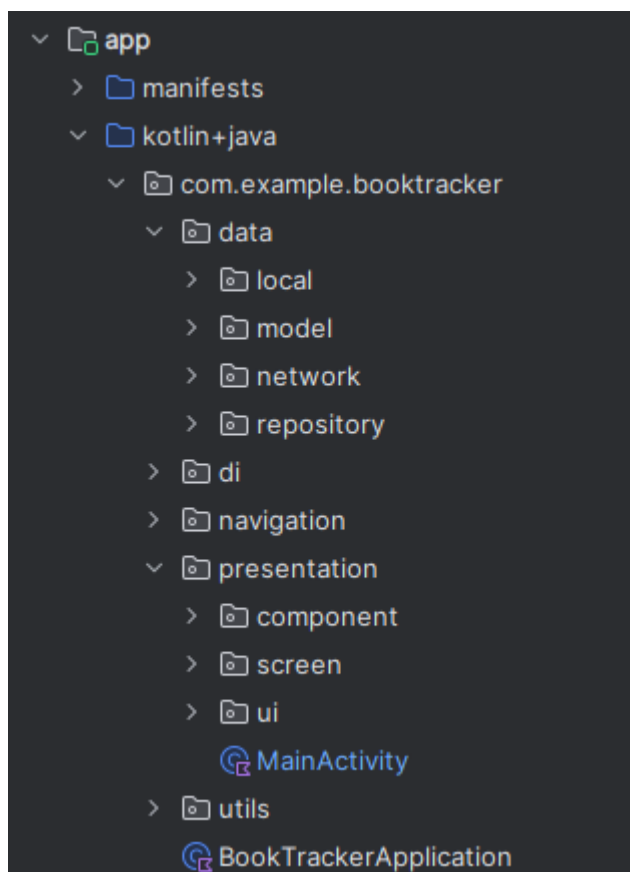 app
manifests
kotlin+java
com.example.booktracker
data
local
model
network
repository
di
navigation
presentation
component
screen
ui
MainActivity
utils
BookTrackerApplication